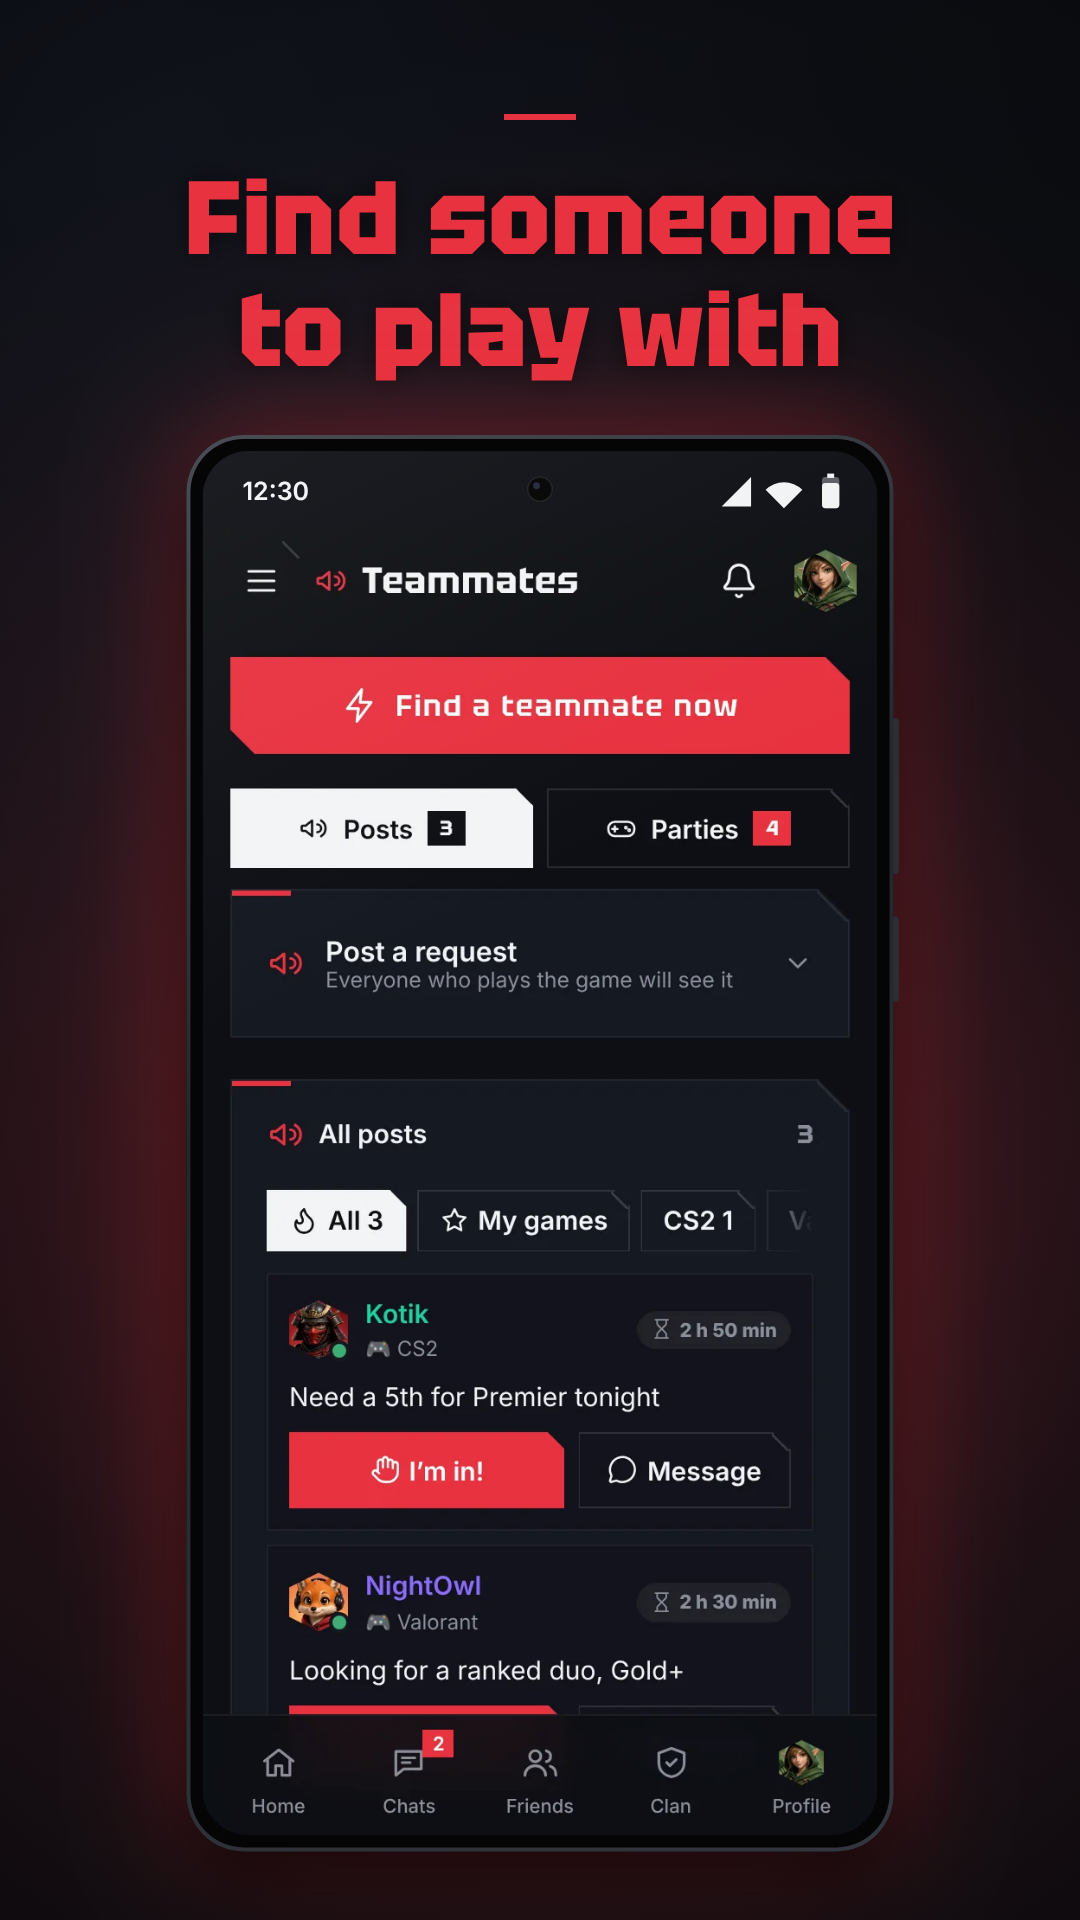 Find someone
to play with
12:30
Teammates
Find a teammate now
Posts 3
Parties 4
Post a request
Everyone who plays the game will see it
All posts 3
All 3
My games
CS2 1
Kotik
CS2
2 h 50 min
Need a 5th for Premier tonight
I'm in!
Message
NightOwl
Valorant
2 h 30 min
Looking for a ranked duo, Gold+
2
Home
Chats
Friends
Clan
Profile